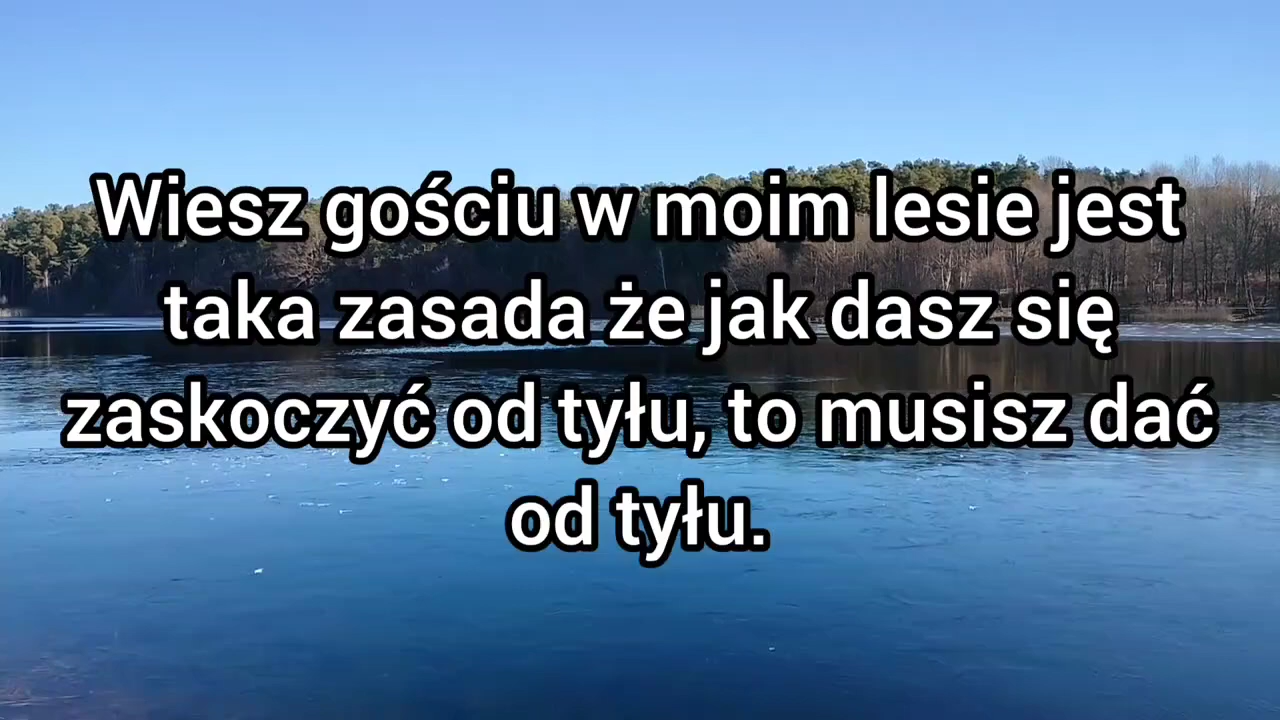 Wiesz gościu w moim lesie jest
taka zasada że jak dasz się
zaskoczyć od tyłu, to musisz dać
od tyłu.